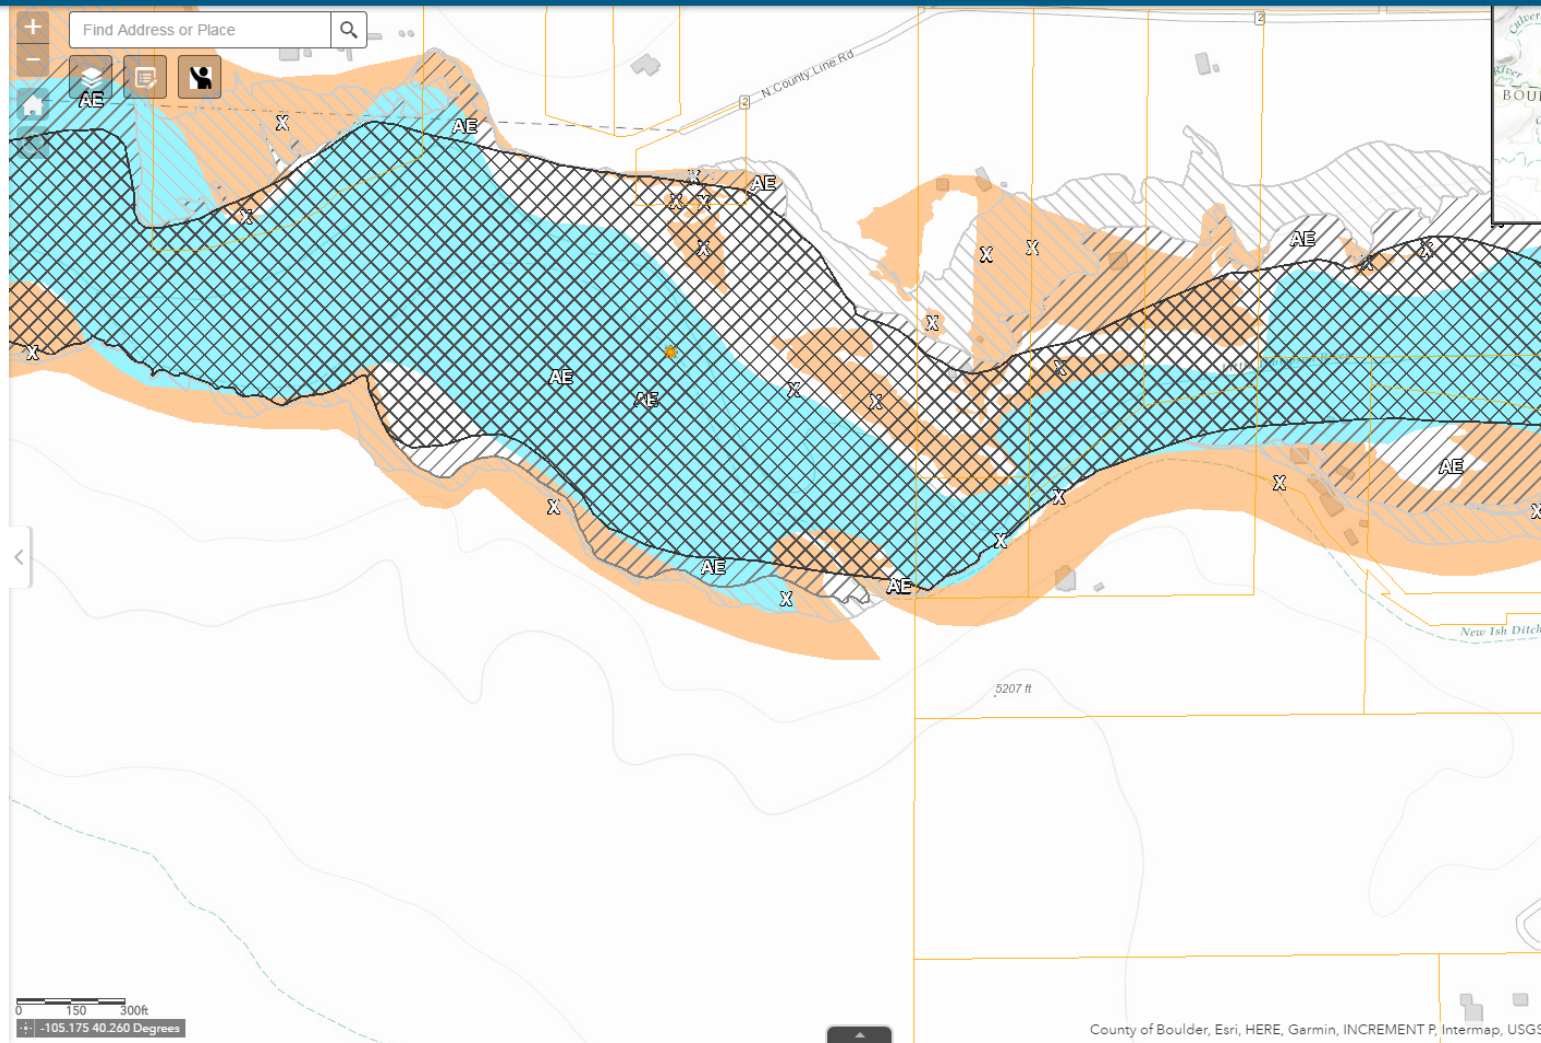 +
Find Address or Place
−
2
N County Line Rd
2
BOU
River
AE
X
AE
X
AE
X
X
X
X
X
X
X
AE
X
X
X
X
AE
AE
X
X
X
AE
X
X
X
X
AE
X
AE
X
New Ish Ditch
5207 ft
0 150 300ft
-105.175 40.260 Degrees
County of Boulder, Esri, HERE, Garmin, INCREMENT P, Intermap, USGS